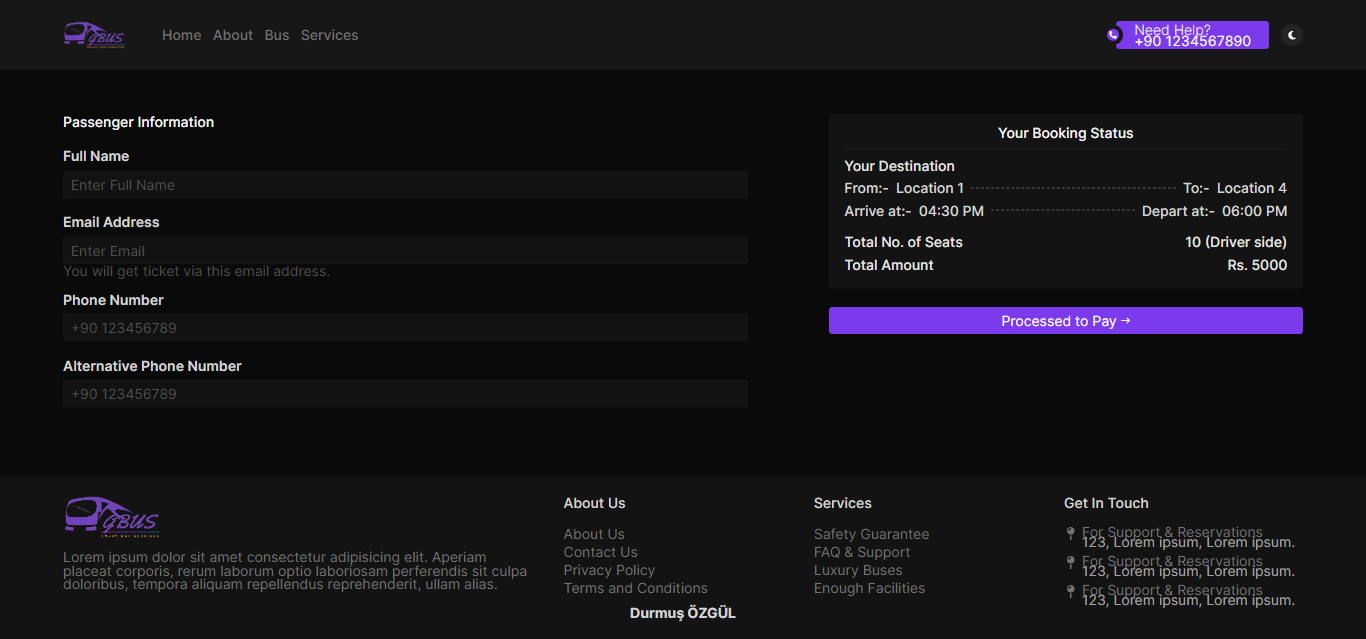 GBUS
Home About Bus Services
Need Help?
+90 1234567890
Passenger Information
Full Name
Enter Full Name
Email Address
Enter Email
You will get ticket via this email address.
Phone Number
+90 123456789
Alternative Phone Number
+90 123456789
Your Booking Status
Your Destination
From:- Location 1 To:- Location 4
Arrive at:- 04:30 PM Depart at:- 06:00 PM
Total No. of Seats 10 (Driver side)
Total Amount Rs. 5000
Processed to Pay →
GBUS
Lorem ipsum dolor sit amet consectetur adipisicing elit. Aperiam
placeat corporis, rerum laborum optio laboriosam perferendis sit culpa
doloribus, tempora aliquam repellendus reprehenderit, ullam alias.
About Us
About Us
Contact Us
Privacy Policy
Terms and Conditions
Services
Safety Guarantee
FAQ & Support
Luxury Buses
Enough Facilities
Get In Touch
For Support & Reservations
123, Lorem ipsum, Lorem ipsum.
For Support & Reservations
123, Lorem ipsum, Lorem ipsum.
For Support & Reservations
123, Lorem ipsum, Lorem ipsum.
Durmuş ÖZGÜL